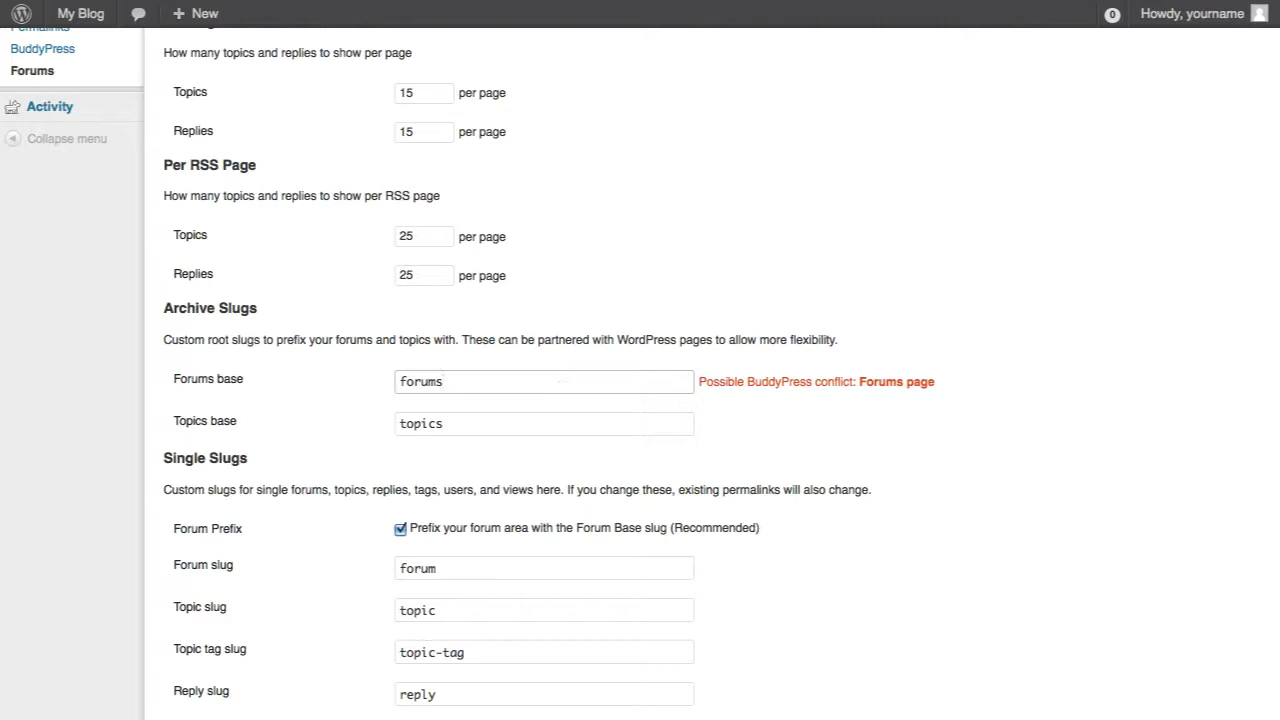 My Blog
New
0
Howdy, yourname
Permalinks
BuddyPress
Forums
Activity
Collapse menu
How many topics and replies to show per page
Topics
15
per page
Replies
15
per page
Per RSS Page
How many topics and replies to show per RSS page
Topics
25
per page
Replies
25
per page
Archive Slugs
Custom root slugs to prefix your forums and topics with. These can be partnered with WordPress pages to allow more flexibility.
Forums base
forums
Possible BuddyPress conflict: Forums page
Topics base
topics
Single Slugs
Custom slugs for single forums, topics, replies, tags, users, and views here. If you change these, existing permalinks will also change.
Forum Prefix
Prefix your forum area with the Forum Base slug (Recommended)
Forum slug
forum
Topic slug
topic
Topic tag slug
topic-tag
Reply slug
reply